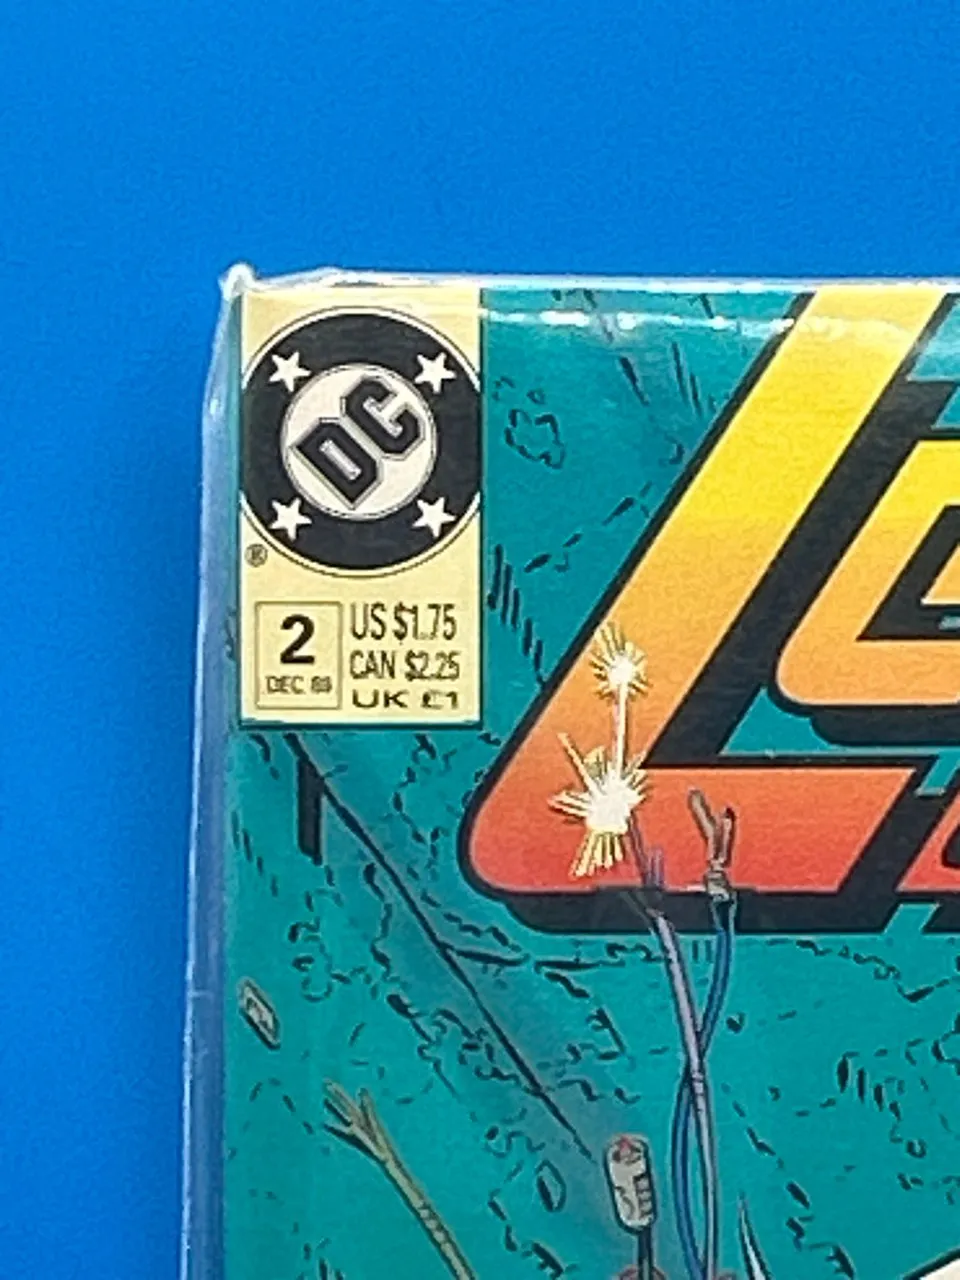 DC
®
2
DEC 89
US $1.75
CAN $2.25
UK £1